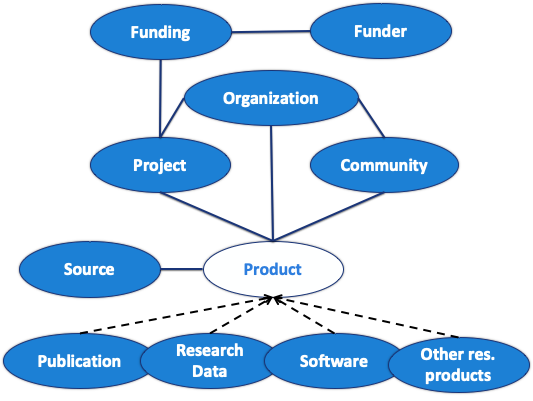 Funding
Funder
Organization
Project
Community
Source
Product
Publication
Research
Data
Software
Other res.
products